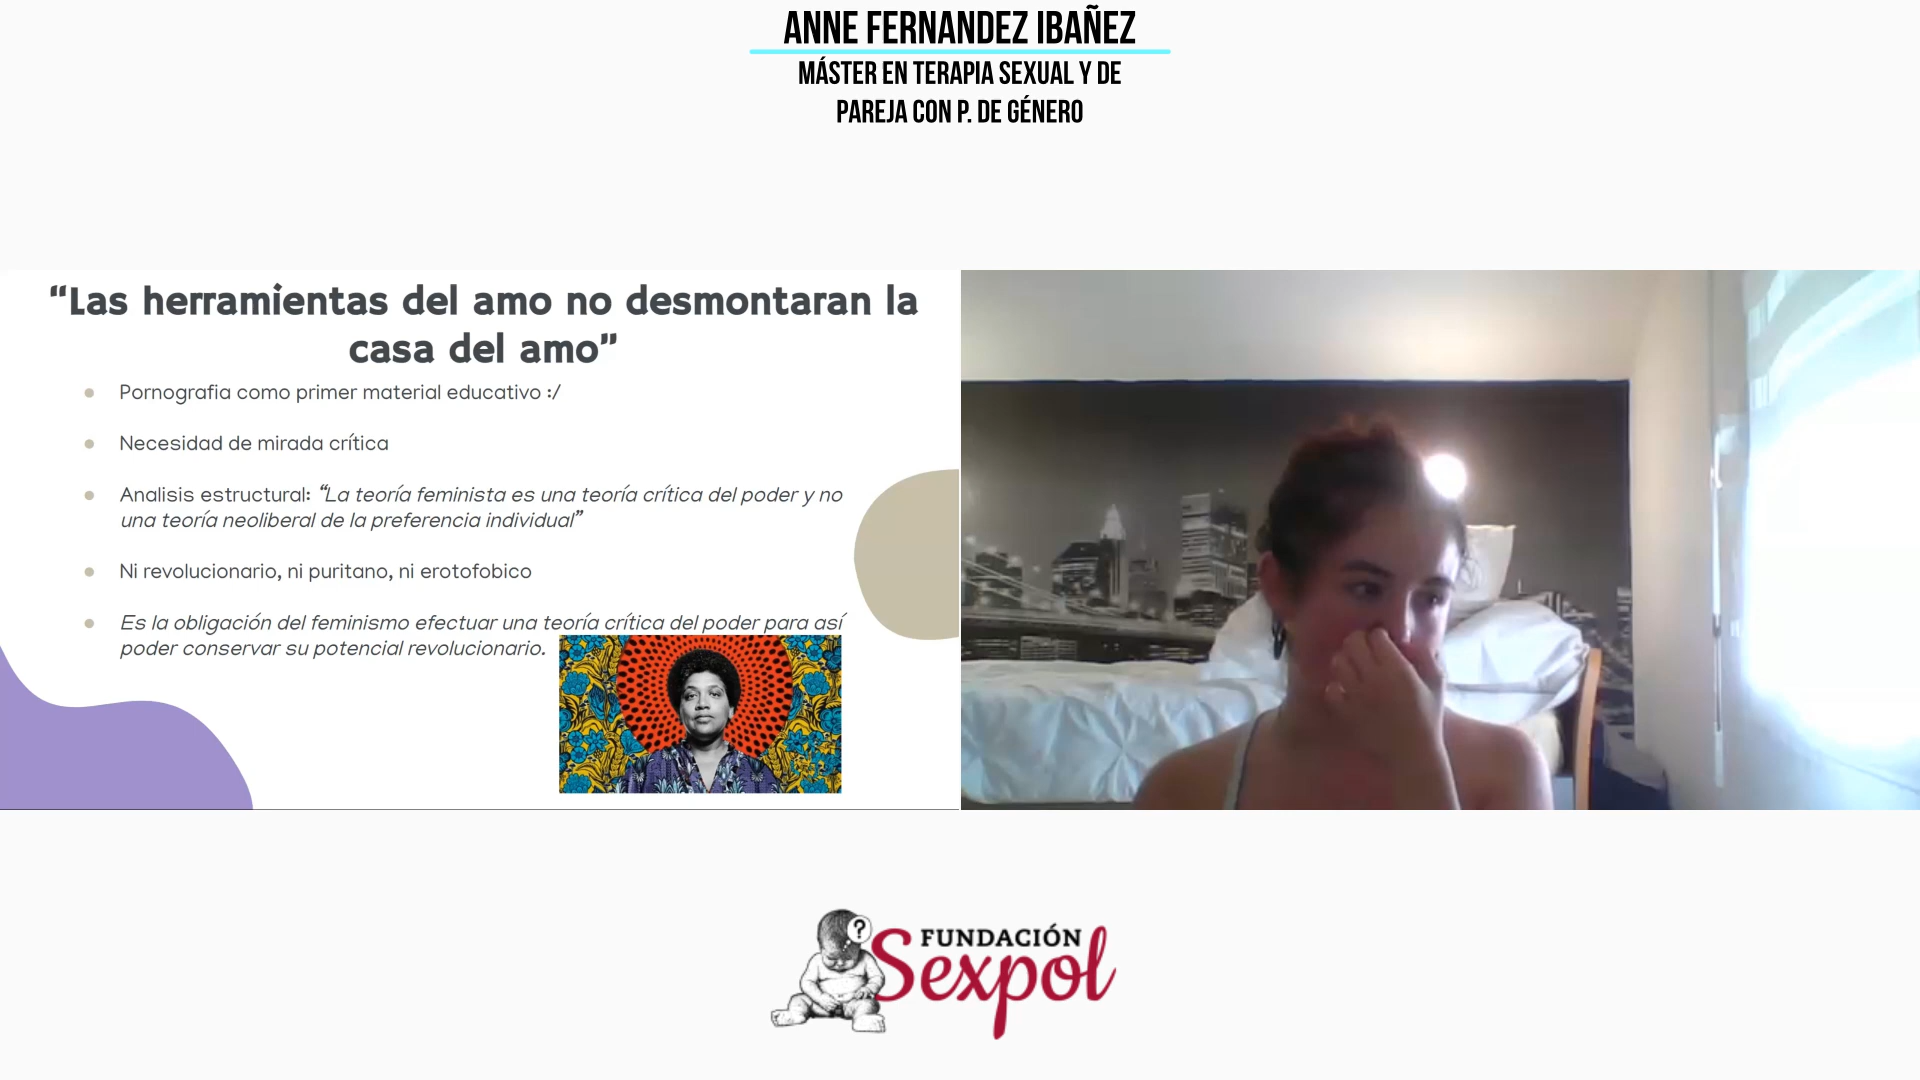 ANNE FERNANDEZ IBAÑEZ
MÁSTER EN TERAPIA SEXUAL Y DE
PAREJA CON P. DE GÉNERO
“Las herramientas del amo no desmontaran la
casa del amo”
Pornografia como primer material educativo :/
Necesidad de mirada crítica
Analisis estructural: “La teoría feminista es una teoría crítica del poder y no
una teoría neoliberal de la preferencia individual”
Ni revolucionario, ni puritano, ni erotofobico
Es la obligación del feminismo efectuar una teoría crítica del poder para así
poder conservar su potencial revolucionario.
?
FUNDACIÓN
Sexpol